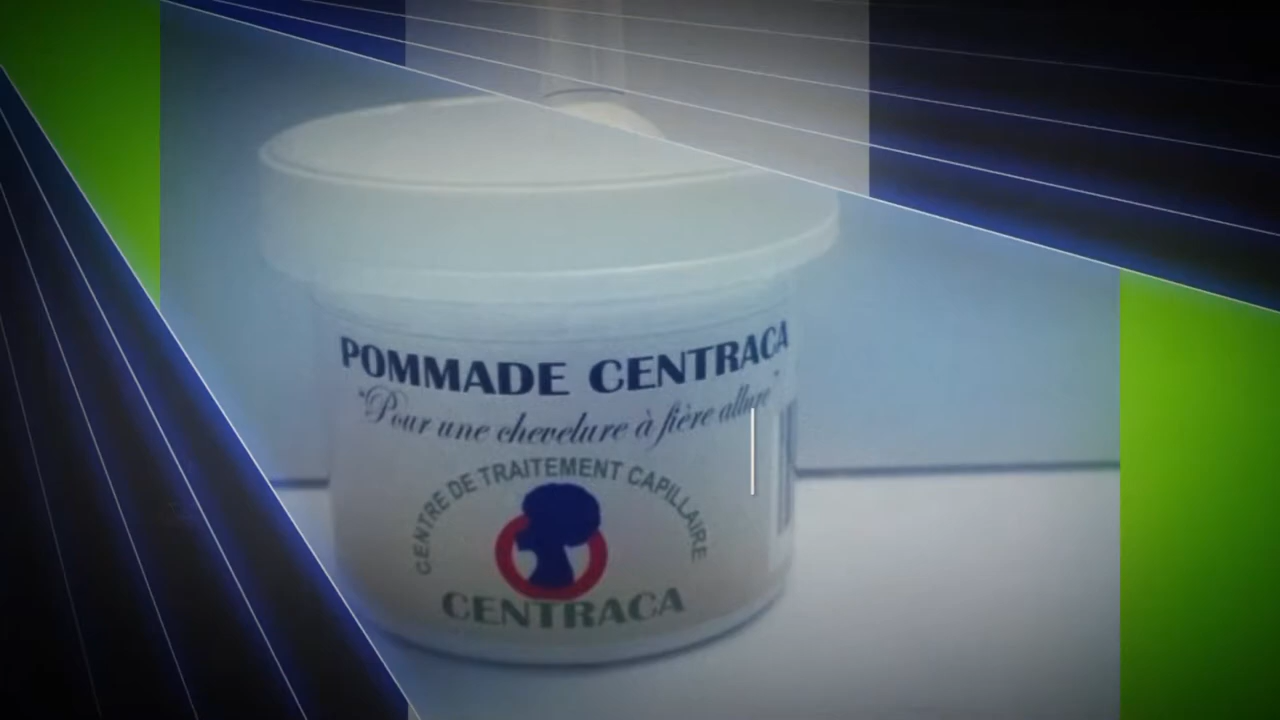 POMMADE CENTRACA
"Pour une chevelure à fière allure"
CENTRE DE TRAITEMENT CAPILLAIRE
CENTRACA